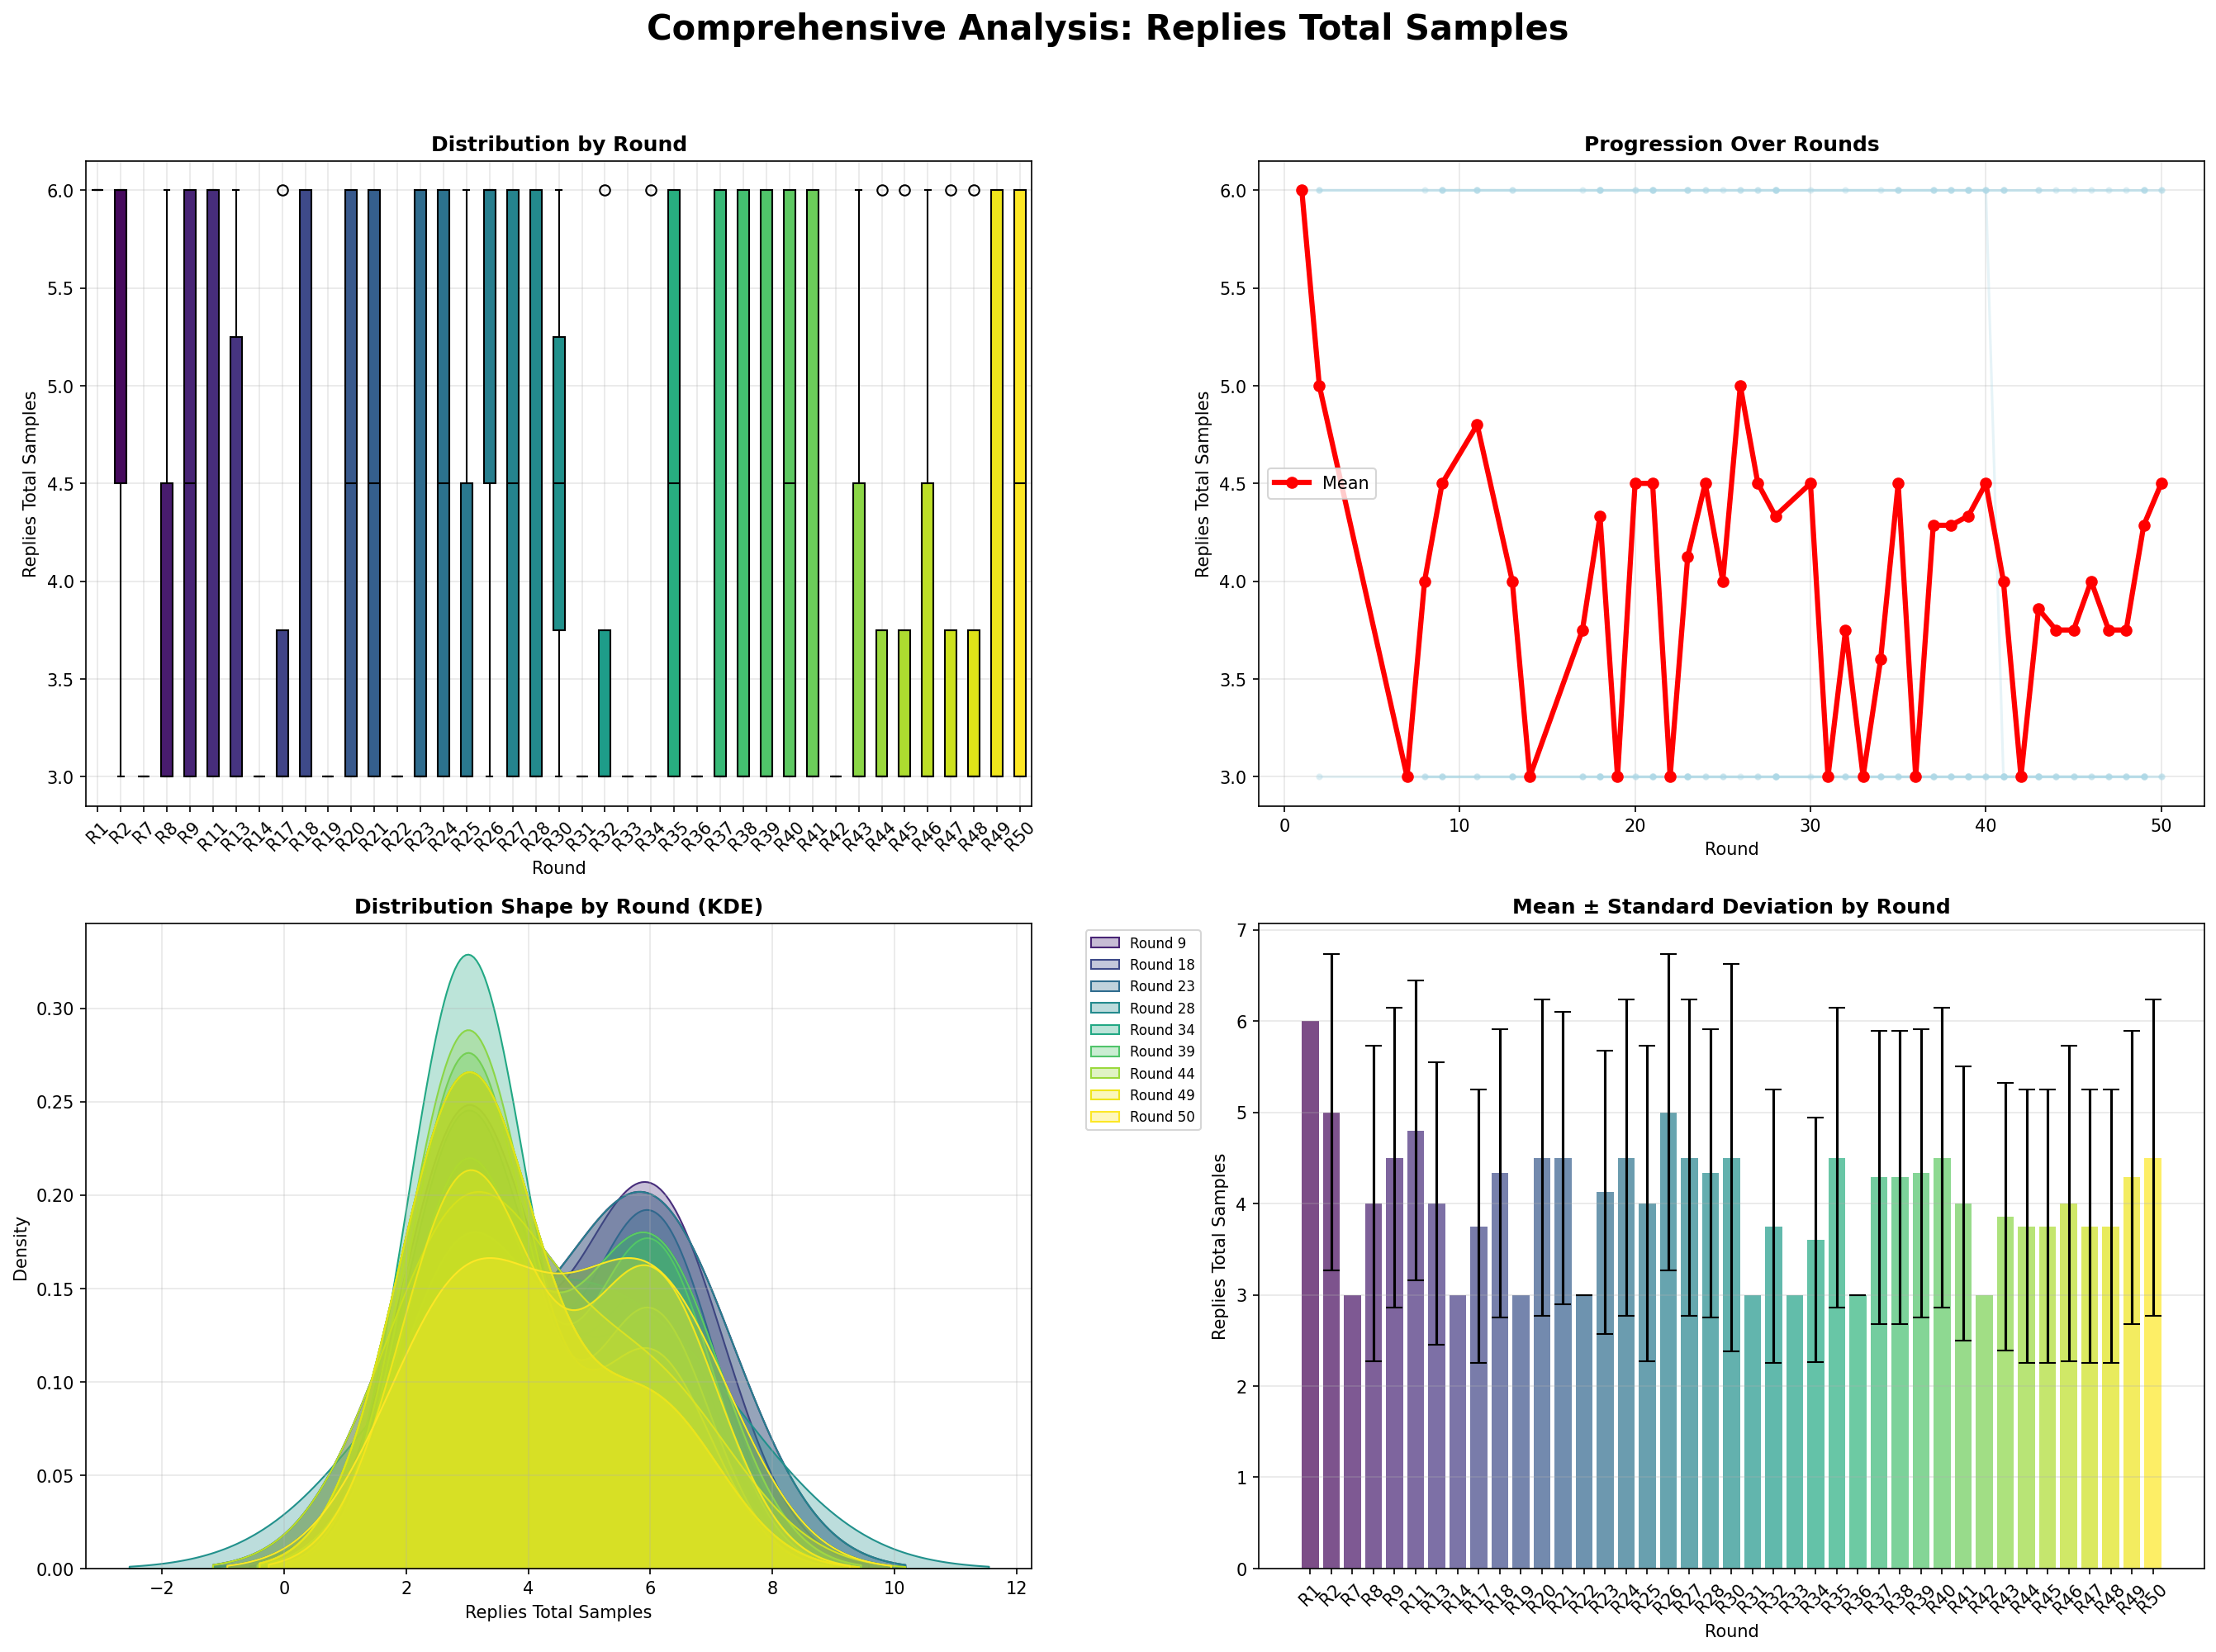 Comprehensive Analysis: Replies Total Samples
Distribution by Round
Replies Total Samples
6.0
5.5
5.0
4.5
4.0
3.5
3.0
R1 R2 R7 R8 R9 R11 R13 R14 R17 R18 R19 R20 R21 R22 R23 R24 R25 R26 R27 R28 R30 R31 R32 R33 R34 R35 R36 R37 R38 R39 R40 R41 R42 R43 R44 R45 R46 R47 R48 R49 R50
Round
Progression Over Rounds
Replies Total Samples
6.0
5.5
5.0
4.5
4.0
3.5
3.0
Mean
0 10 20 30 40 50
Round
Distribution Shape by Round (KDE)
Density
0.30
0.25
0.20
0.15
0.10
0.05
0.00
−2 0 2 4 6 8 10 12
Replies Total Samples
Round 9
Round 18
Round 23
Round 28
Round 34
Round 39
Round 44
Round 49
Round 50
Mean ± Standard Deviation by Round
Replies Total Samples
7
6
5
4
3
2
1
0
R1 R2 R7 R8 R9 R11 R13 R14 R17 R18 R19 R20 R21 R22 R23 R24 R25 R26 R27 R28 R30 R31 R32 R33 R34 R35 R36 R37 R38 R39 R40 R41 R42 R43 R44 R45 R46 R47 R48 R49 R50
Round